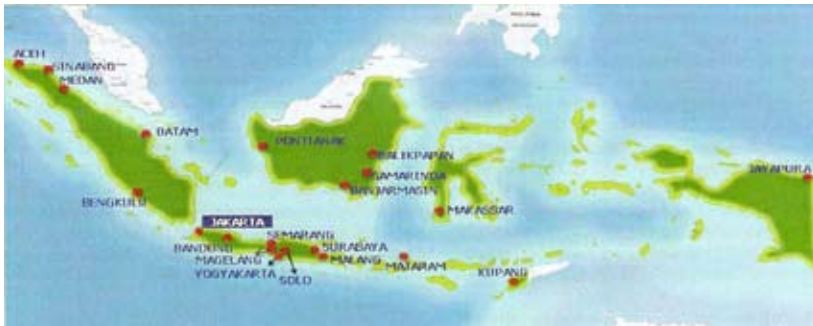 ACEH
SINABANG
MEDAN
BATAM
PONTIANAK
BALEKPAPAN
SAMARINDA
BANJARMASIN
JAYAPURA
BENGKULU
MAKASSAR
JAKARTA
SEMARANG
BANDUNG
SURABAYA
MAGELANG
MALANG
MATARAM
YOGYAKARTA
SOLO
KUPANG